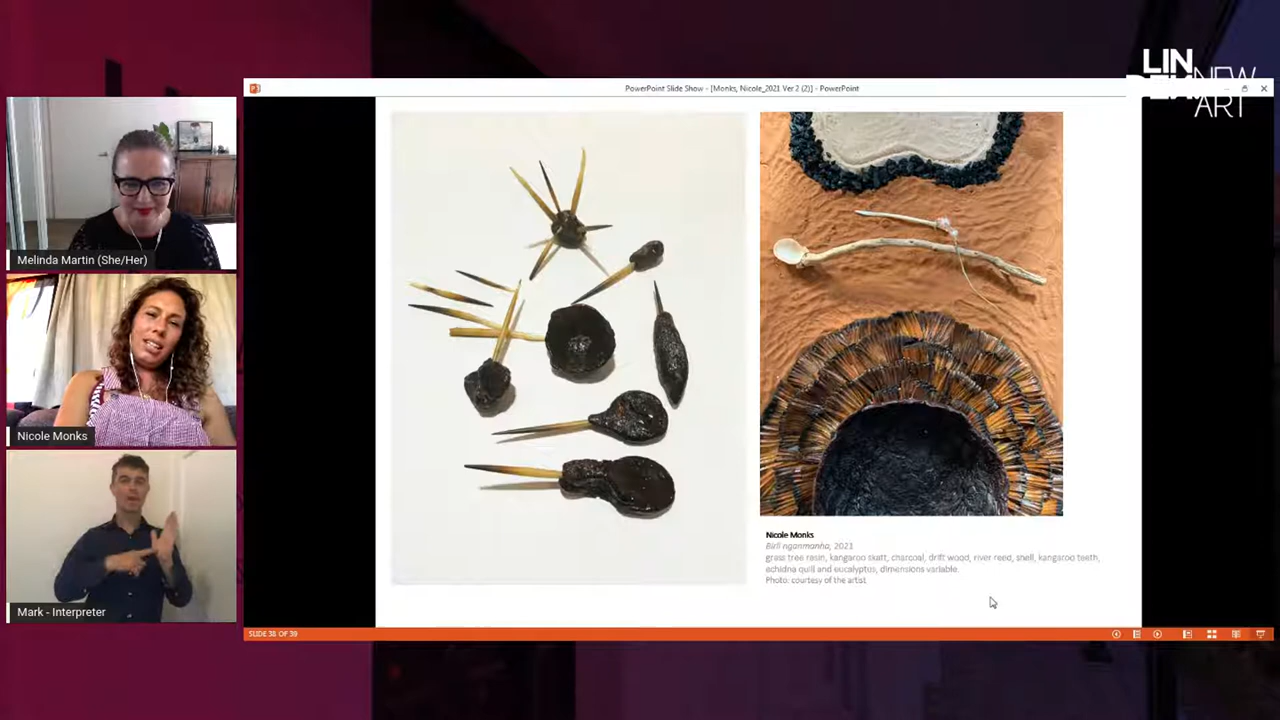 LIN
NEW
ART
PowerPoint Slide Show - [Monks, Nicole_2021 Ver 2 (2)] - PowerPoint
Melinda Martin (She/Her)
Nicole Monks
Mark - Interpreter
Nicole Monks
Birli nganmanha, 2021
grass tree resin, kangaroo skatt, charcoal, drift wood, river reed, shell, kangaroo teeth,
echidna quill and eucalyptus, dimensions variable.
Photo: courtesy of the artist
SLIDE 38 OF 39